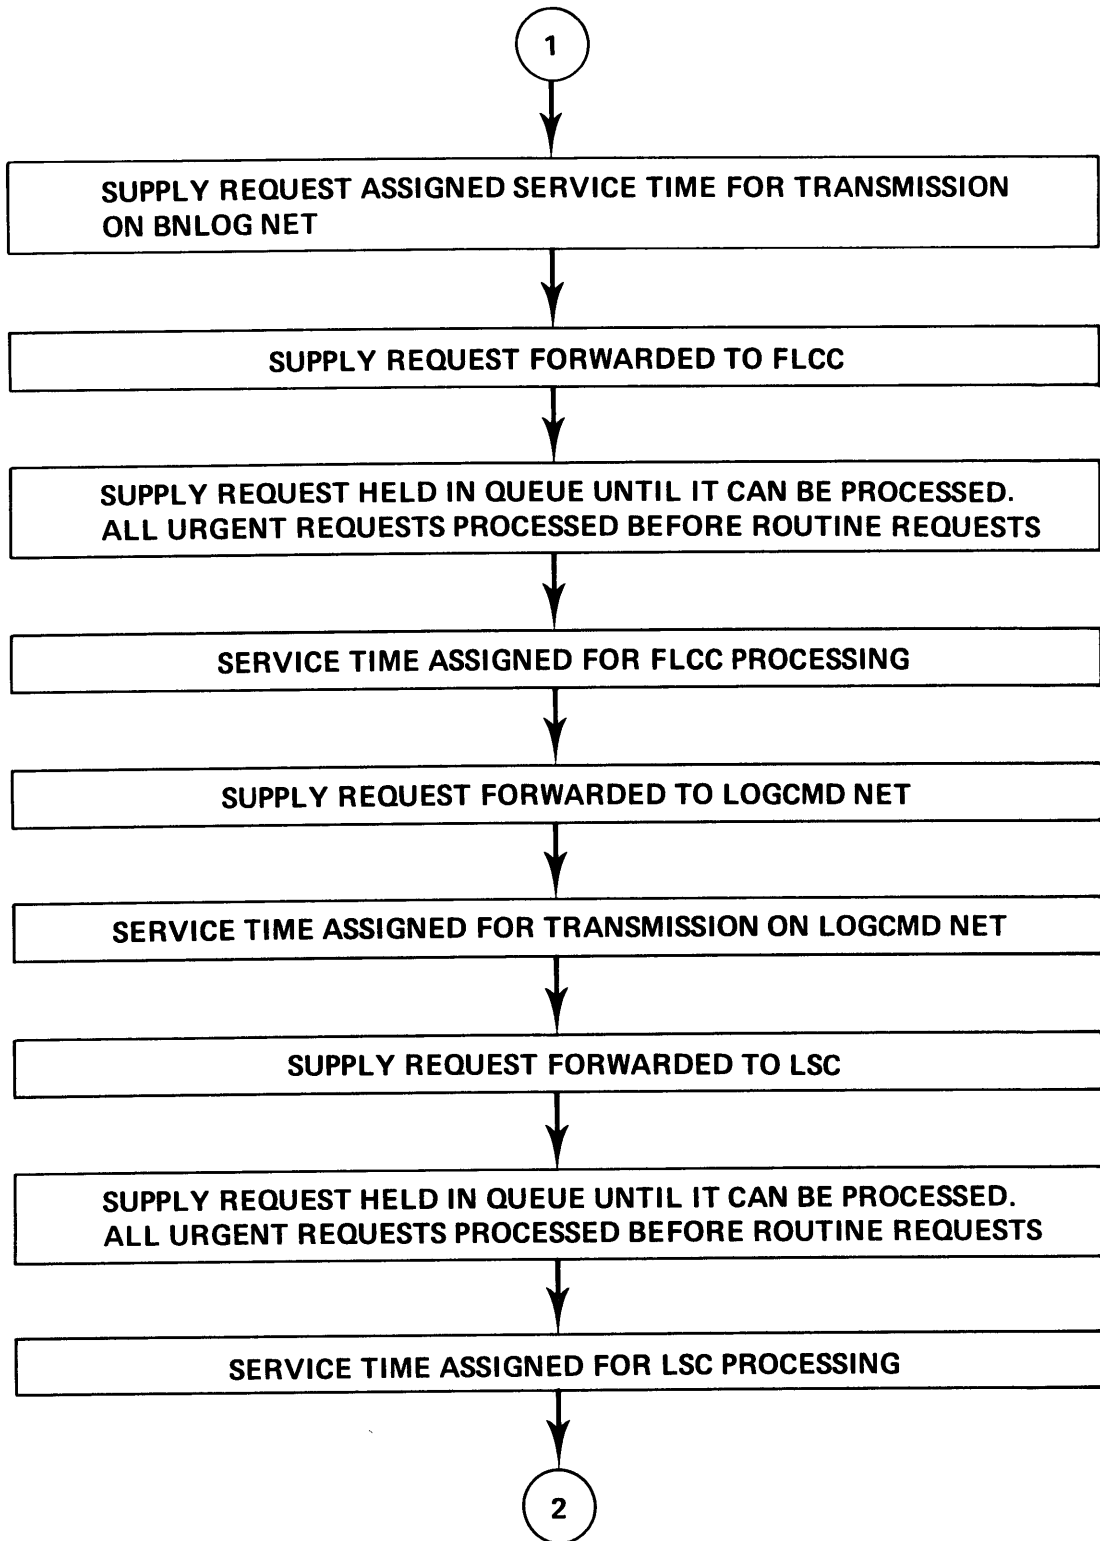 1
SUPPLY REQUEST ASSIGNED SERVICE TIME FOR TRANSMISSION
ON BNLOG NET
SUPPLY REQUEST FORWARDED TO FLCC
SUPPLY REQUEST HELD IN QUEUE UNTIL IT CAN BE PROCESSED.
ALL URGENT REQUESTS PROCESSED BEFORE ROUTINE REQUESTS
SERVICE TIME ASSIGNED FOR FLCC PROCESSING
SUPPLY REQUEST FORWARDED TO LOGCMD NET
SERVICE TIME ASSIGNED FOR TRANSMISSION ON LOGCMD NET
SUPPLY REQUEST FORWARDED TO LSC
SUPPLY REQUEST HELD IN QUEUE UNTIL IT CAN BE PROCESSED.
ALL URGENT REQUESTS PROCESSED BEFORE ROUTINE REQUESTS
SERVICE TIME ASSIGNED FOR LSC PROCESSING
2